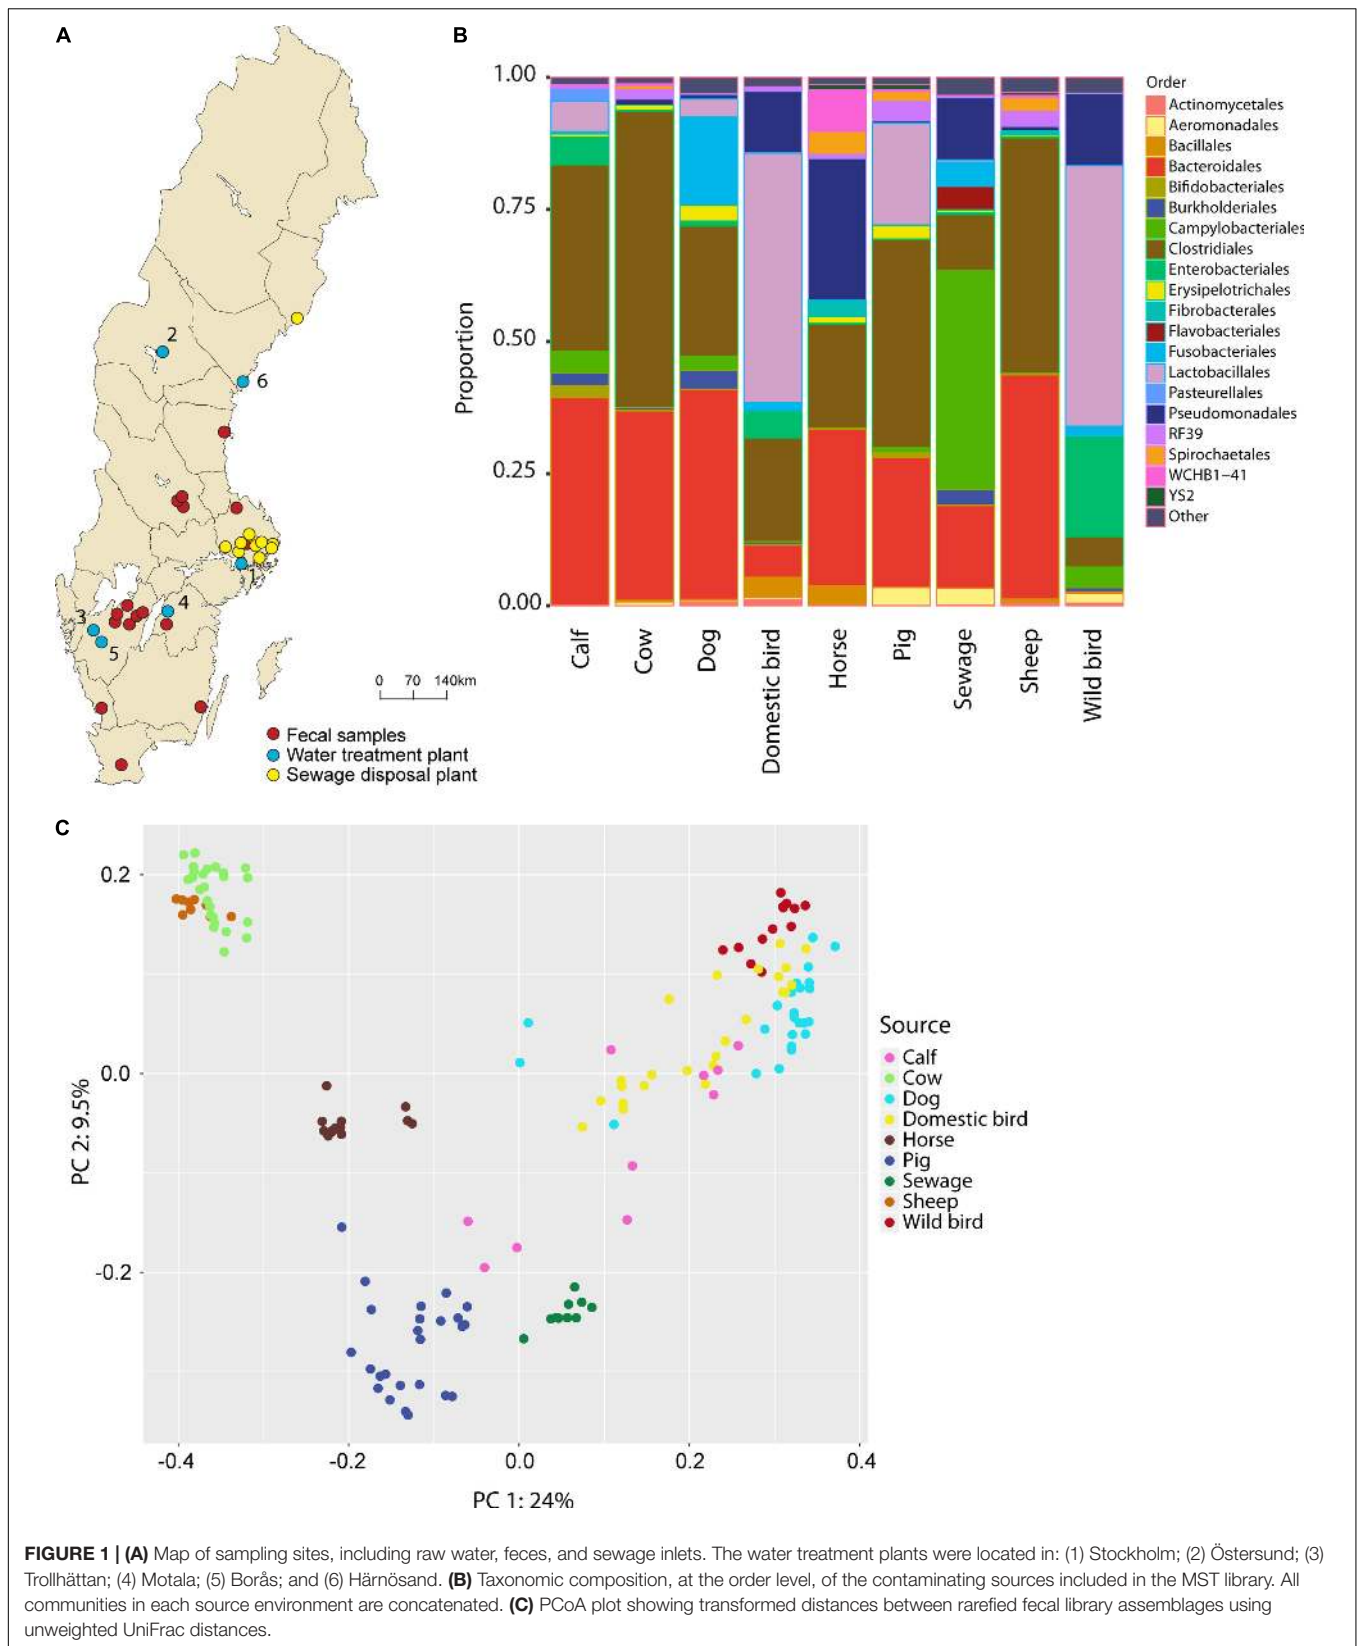 A
2
6
3
4
1
5
0 70 140km
Fecal samples
Water treatment plant
Sewage disposal plant
B
1.00
0.75
0.50
0.25
0.00
Proportion
Calf
Cow
Dog
Domestic bird
Horse
Pig
Sewage
Sheep
Wild bird
Order
Actinomycetales
Aeromonadales
Bacillales
Bacteroidales
Bifidobacteriales
Burkholderiales
Campylobacteriales
Clostridiales
Enterobacteriales
Erysipelotrichales
Fibrobacterales
Flavobacteriales
Fusobacteriales
Lactobacillales
Pasteurellales
Pseudomonadales
RF39
Spirochaetales
WCHB1−41
YS2
Other
C
0.2
0.0
-0.2
PC 2: 9.5%
-0.4 -0.2 0.0 0.2 0.4
PC 1: 24%
Source
Calf
Cow
Dog
Domestic bird
Horse
Pig
Sewage
Sheep
Wild bird
FIGURE 1 | (A) Map of sampling sites, including raw water, feces, and sewage inlets. The water treatment plants were located in: (1) Stockholm; (2) Östersund; (3)
Trollhättan; (4) Motala; (5) Borås; and (6) Härnösand. (B) Taxonomic composition, at the order level, of the contaminating sources included in the MST library. All
communities in each source environment are concatenated. (C) PCoA plot showing transformed distances between rarefied fecal library assemblages using
unweighted UniFrac distances.